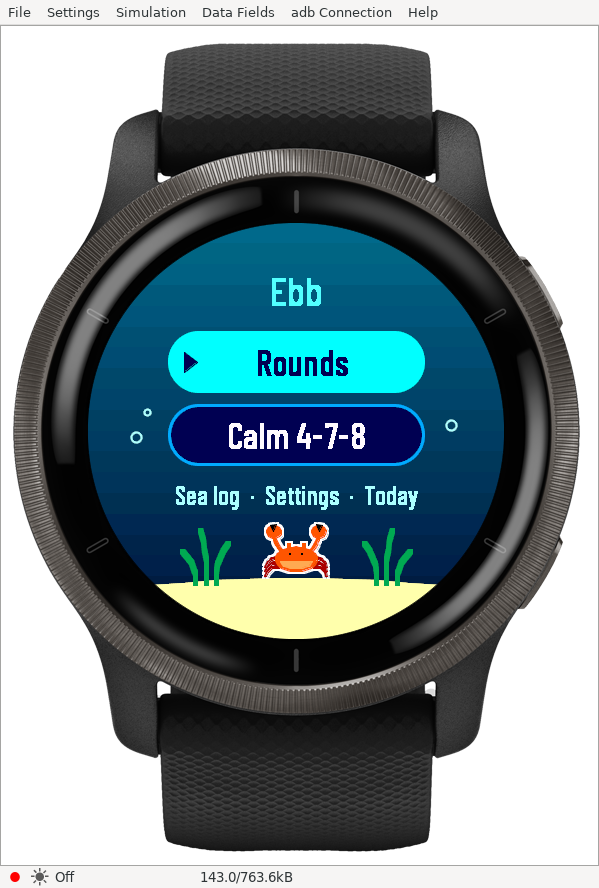 File Settings Simulation Data Fields adb Connection Help
Ebb
Rounds
Calm 4-7-8
Sea log · Settings · Today
Off 143.0/763.6kB